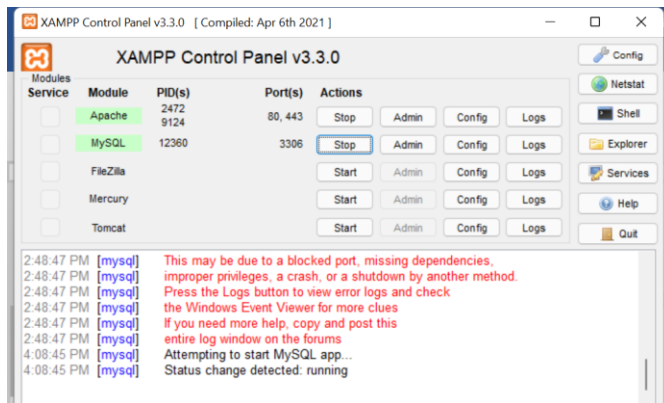 XAMPP Control Panel v3.3.0 [ Compiled: Apr 6th 2021 ]
XAMPP Control Panel v3.3.0
Config
Modules
Service Module PID(s) Port(s) Actions
Netstat
Apache 2472 9124 80, 443 Stop Admin Config Logs
Shell
MySQL 12360 3306 Stop Admin Config Logs
Explorer
FileZilla Start Admin Config Logs
Services
Mercury Start Admin Config Logs
Help
Tomcat Start Admin Config Logs
Quit
2:48:47 PM [mysql] This may be due to a blocked port, missing dependencies,
2:48:47 PM [mysql] improper privileges, a crash, or a shutdown by another method.
2:48:47 PM [mysql] Press the Logs button to view error logs and check
2:48:47 PM [mysql] the Windows Event Viewer for more clues
2:48:47 PM [mysql] If you need more help, copy and post this
2:48:47 PM [mysql] entire log window on the forums
4:08:45 PM [mysql] Attempting to start MySQL app...
4:08:45 PM [mysql] Status change detected: running